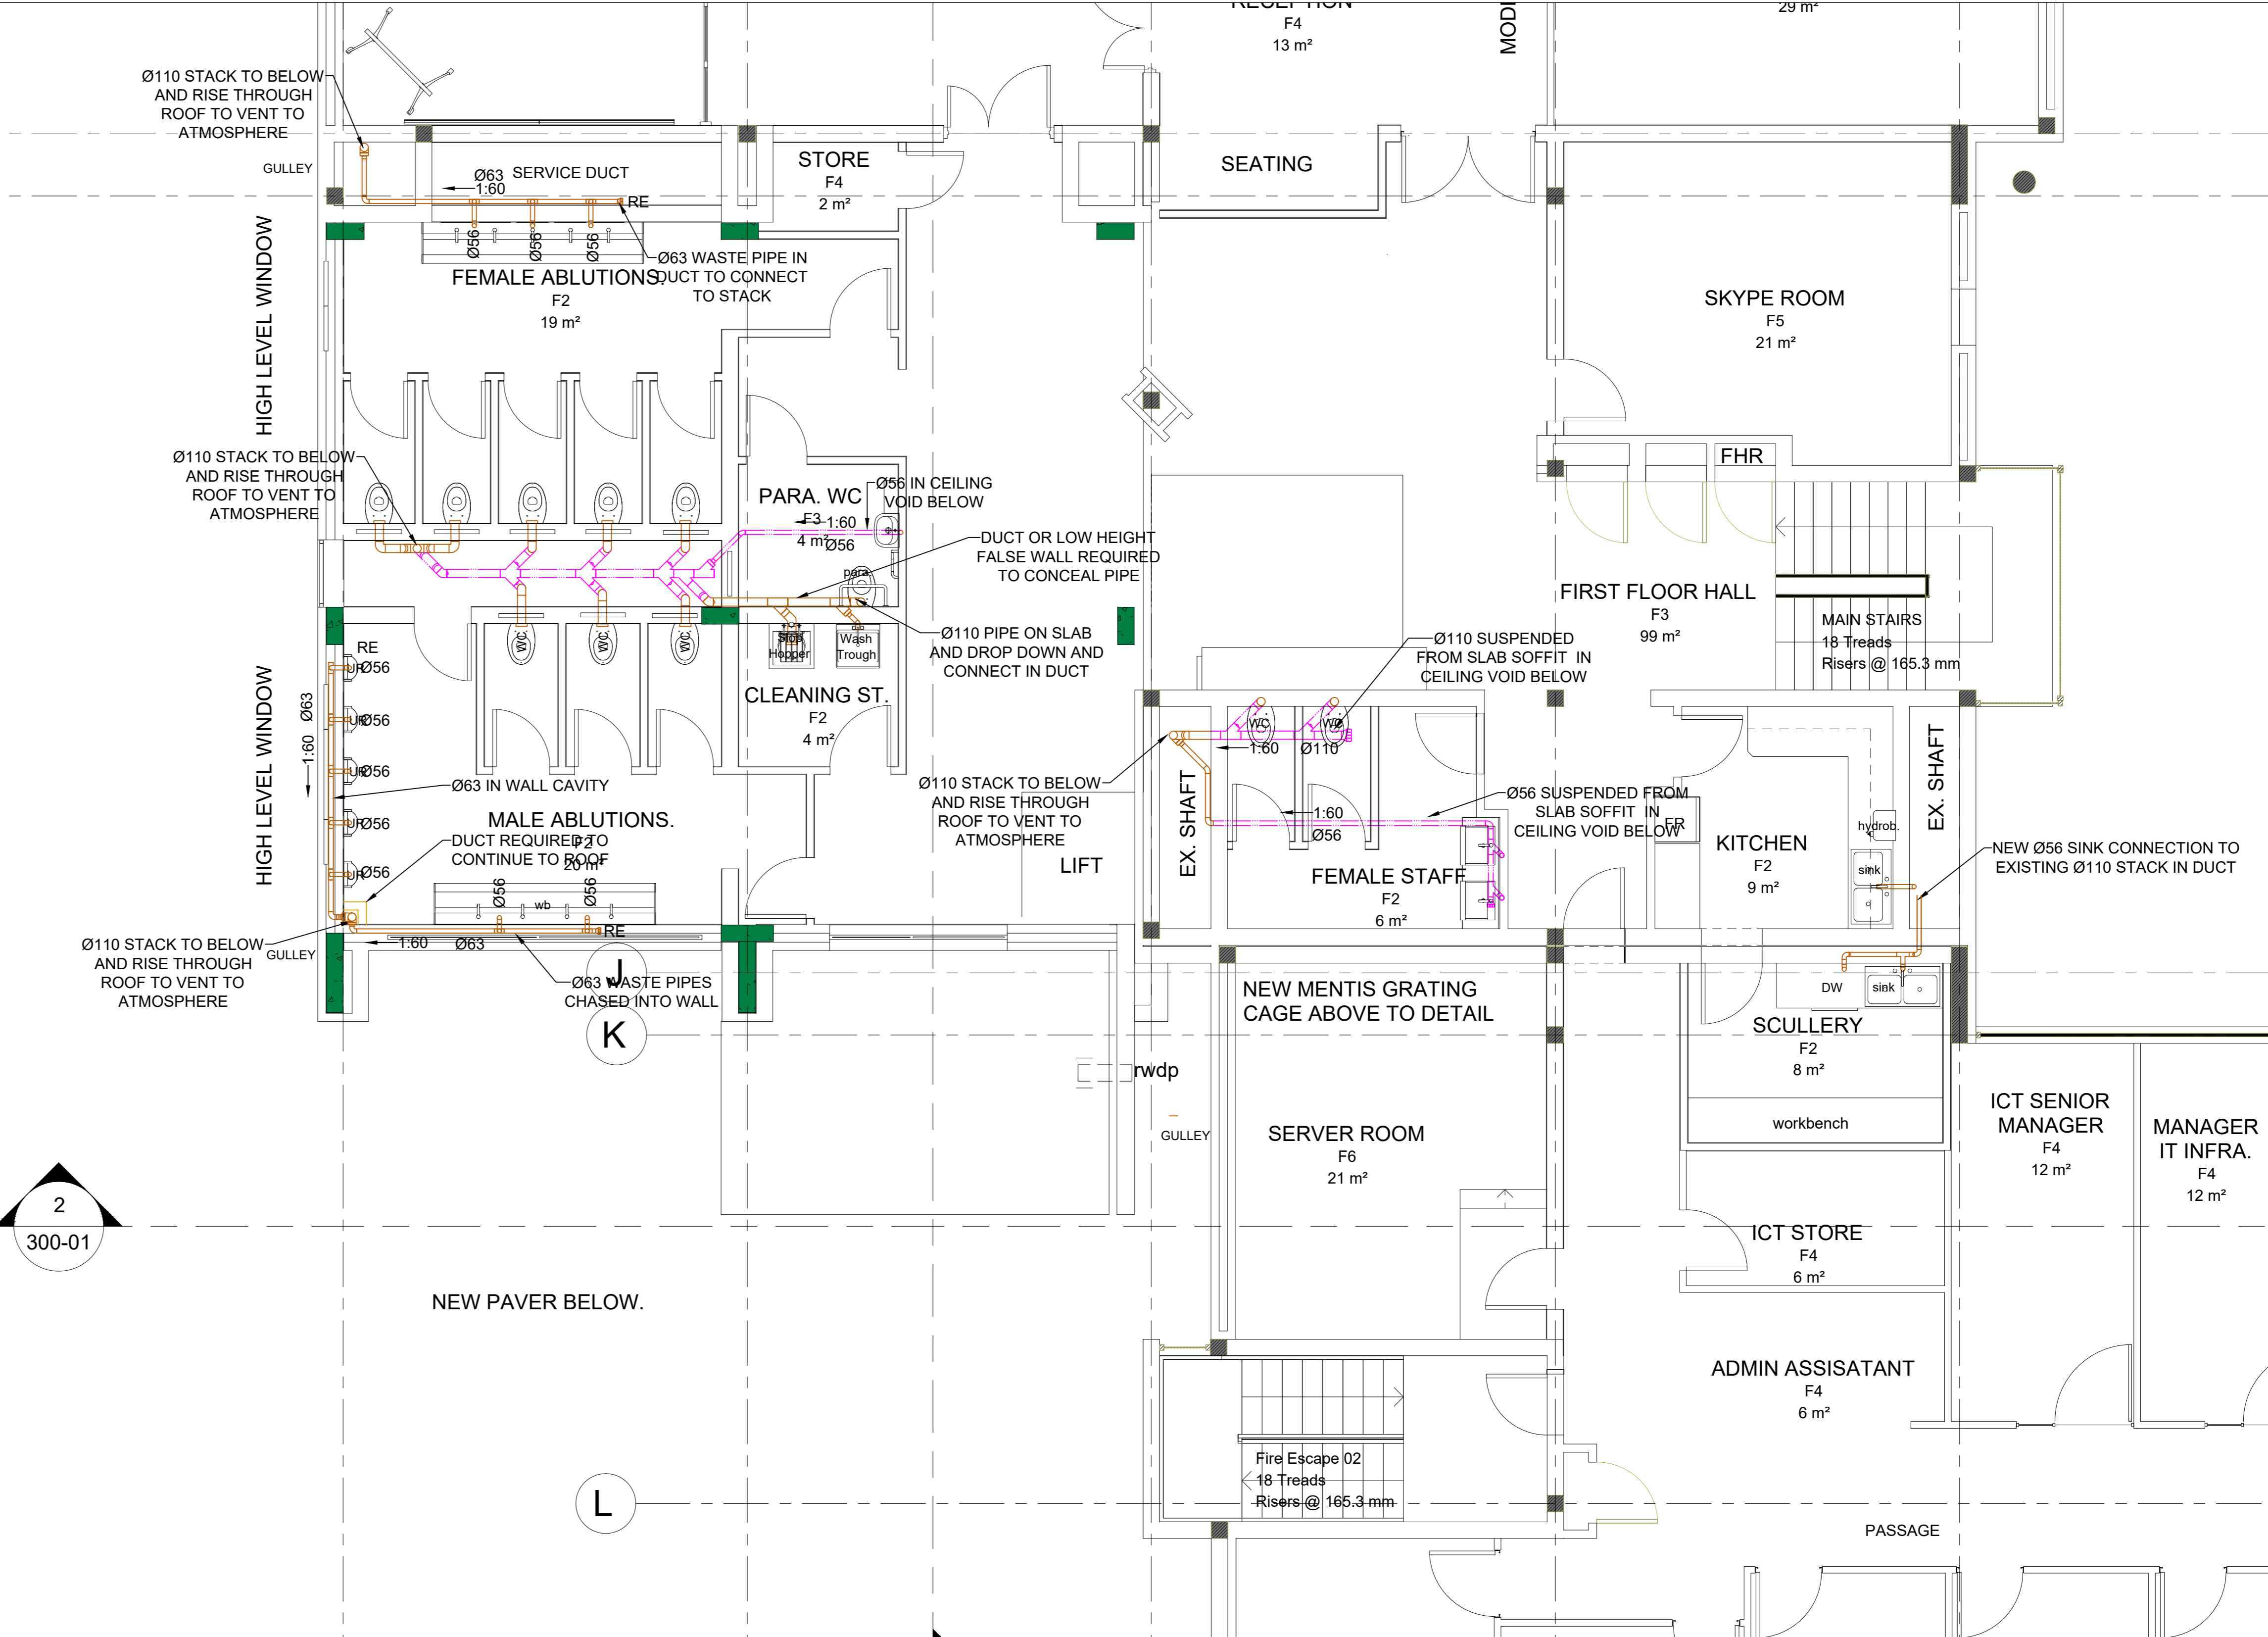 RECEPTION
F4
13 m²
MODI
29 m²
Ø110 STACK TO BELOW
AND RISE THROUGH
ROOF TO VENT TO
ATMOSPHERE
GULLEY
Ø63
SERVICE DUCT
1:60
RE
STORE
F4
2 m²
SEATING
Ø56
Ø56
Ø56
Ø63 WASTE PIPE IN
DUCT TO CONNECT
TO STACK
FEMALE ABLUTIONS.
F2
19 m²
HIGH LEVEL WINDOW
SKYPE ROOM
F5
21 m²
FHR
Ø110 STACK TO BELOW
AND RISE THROUGH
ROOF TO VENT TO
ATMOSPHERE
PARA. WC
F3
4 m²
1:60
Ø56
Ø56 IN CEILING
VOID BELOW
para.
DUCT OR LOW HEIGHT
FALSE WALL REQUIRED
TO CONCEAL PIPE
FIRST FLOOR HALL
F3
99 m²
MAIN STAIRS
18 Treads
Risers @ 165.3 mm
WC
WC
WC
Slop
Hopper
Wash
Trough
Ø110 PIPE ON SLAB
AND DROP DOWN AND
CONNECT IN DUCT
Ø110 SUSPENDED
FROM SLAB SOFFIT IN
CEILING VOID BELOW
RE
UR
Ø56
UR
Ø56
UR
Ø56
UR
Ø56
UR
Ø56
HIGH LEVEL WINDOW
1:60
Ø63
CLEANING ST.
F2
4 m²
Ø63 IN WALL CAVITY
MALE ABLUTIONS.
F2
20 m²
DUCT REQUIRED TO
CONTINUE TO ROOF
WC
WC
1:60
Ø110
Ø110 STACK TO BELOW
AND RISE THROUGH
ROOF TO VENT TO
ATMOSPHERE
EX. SHAFT
LIFT
1:60
Ø56
Ø56 SUSPENDED FROM
SLAB SOFFIT IN
CEILING VOID BELOW
FR
FEMALE STAFF
F2
6 m²
KITCHEN
F2
9 m²
hydrob.
sink
EX. SHAFT
NEW Ø56 SINK CONNECTION TO
EXISTING Ø110 STACK IN DUCT
Ø56
wb
Ø56
RE
1:60
Ø63
Ø110 STACK TO BELOW
AND RISE THROUGH
ROOF TO VENT TO
ATMOSPHERE
GULLEY
J
Ø63 WASTE PIPES
CHASED INTO WALL
K
NEW MENTIS GRATING
CAGE ABOVE TO DETAIL
DW
sink
SCULLERY
F2
8 m²
workbench
rwdp
GULLEY
SERVER ROOM
F6
21 m²
ICT SENIOR
MANAGER
F4
12 m²
MANAGER
IT INFRA.
F4
12 m²
2
300-01
ICT STORE
F4
6 m²
NEW PAVER BELOW.
ADMIN ASSISATANT
F4
6 m²
Fire Escape 02
18 Treads
Risers @ 165.3 mm
L
PASSAGE